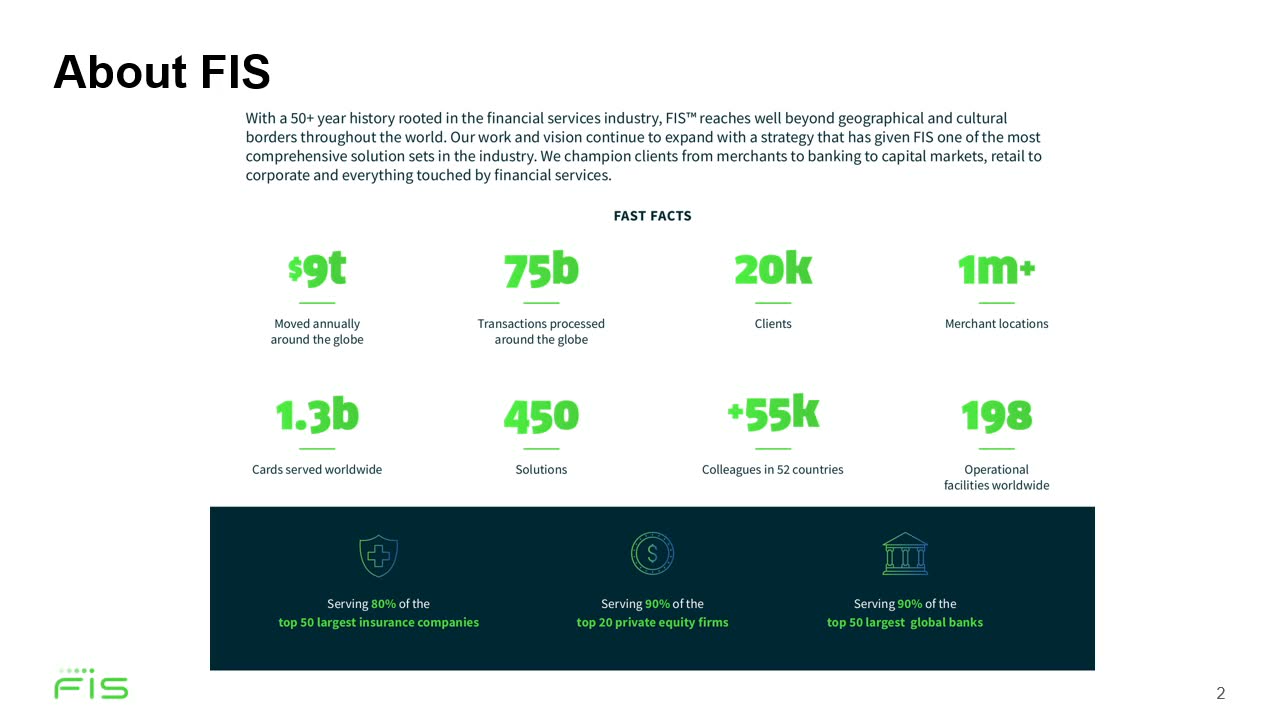 About FIS
With a 50+ year history rooted in the financial services industry, FIS™ reaches well beyond geographical and cultural
borders throughout the world. Our work and vision continue to expand with a strategy that has given FIS one of the most
comprehensive solution sets in the industry. We champion clients from merchants to banking to capital markets, retail to
corporate and everything touched by financial services.
FAST FACTS
$9t
Moved annually
around the globe
75b
Transactions processed
around the globe
20k
Clients
1m+
Merchant locations
1.3b
Cards served worldwide
450
Solutions
+55k
Colleagues in 52 countries
198
Operational
facilities worldwide
$
Serving 80% of the
top 50 largest insurance companies
Serving 90% of the
top 20 private equity firms
Serving 90% of the
top 50 largest global banks
FIS
2